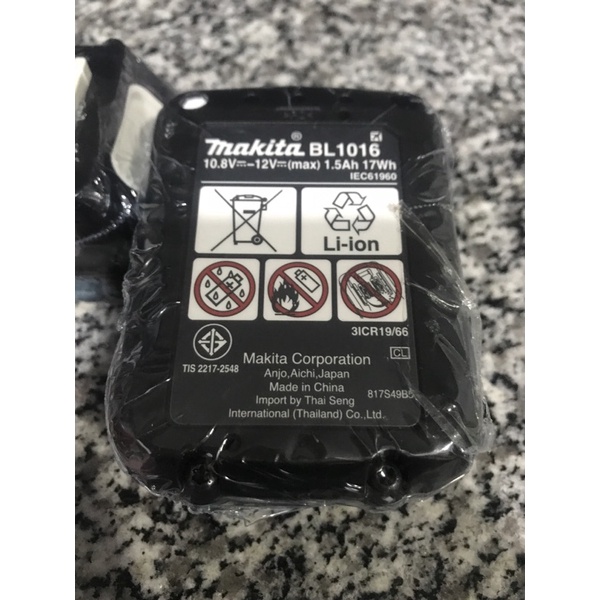 makita® BL1016
10.8V⎓-12V⎓(max) 1.5Ah 17Wh
IEC61960
Li-ion
3ICR19/66
TIS 2217-2548
Makita Corporation
CL
Anjo,Aichi,Japan
Made in China
Import by Thai Seng
International (Thailand) Co.,Ltd.